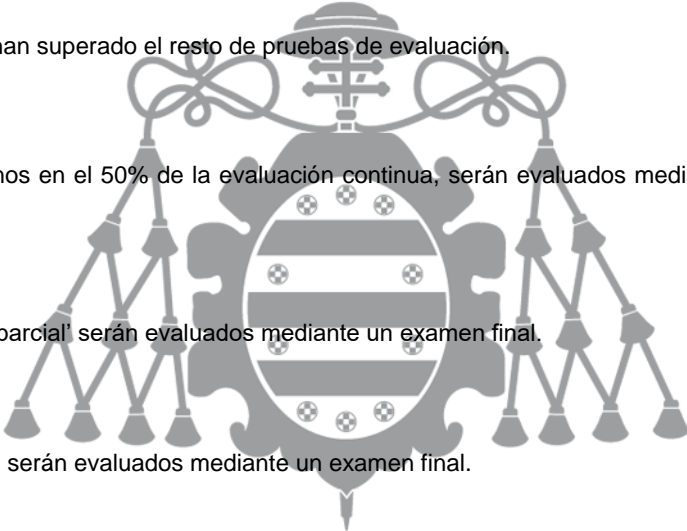 han superado el resto de pruebas de evaluación.
nos en el 50% de la evaluación continua, serán evaluados medi
parcial’ serán evaluados mediante un examen final.
serán evaluados mediante un examen final.